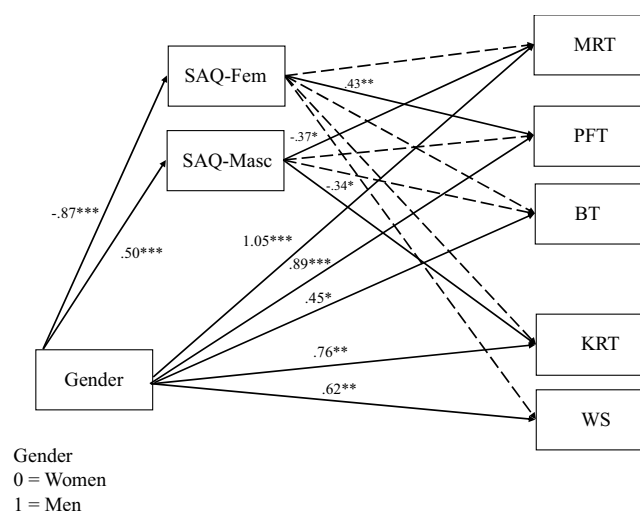 MRT
SAQ-Fem
.43**
PFT
-.37*
SAQ-Masc
-.34*
BT
-.87***
1.05***
.50***
.89***
.45*
KRT
.76**
Gender
.62**
WS
Gender
0 = Women
1 = Men